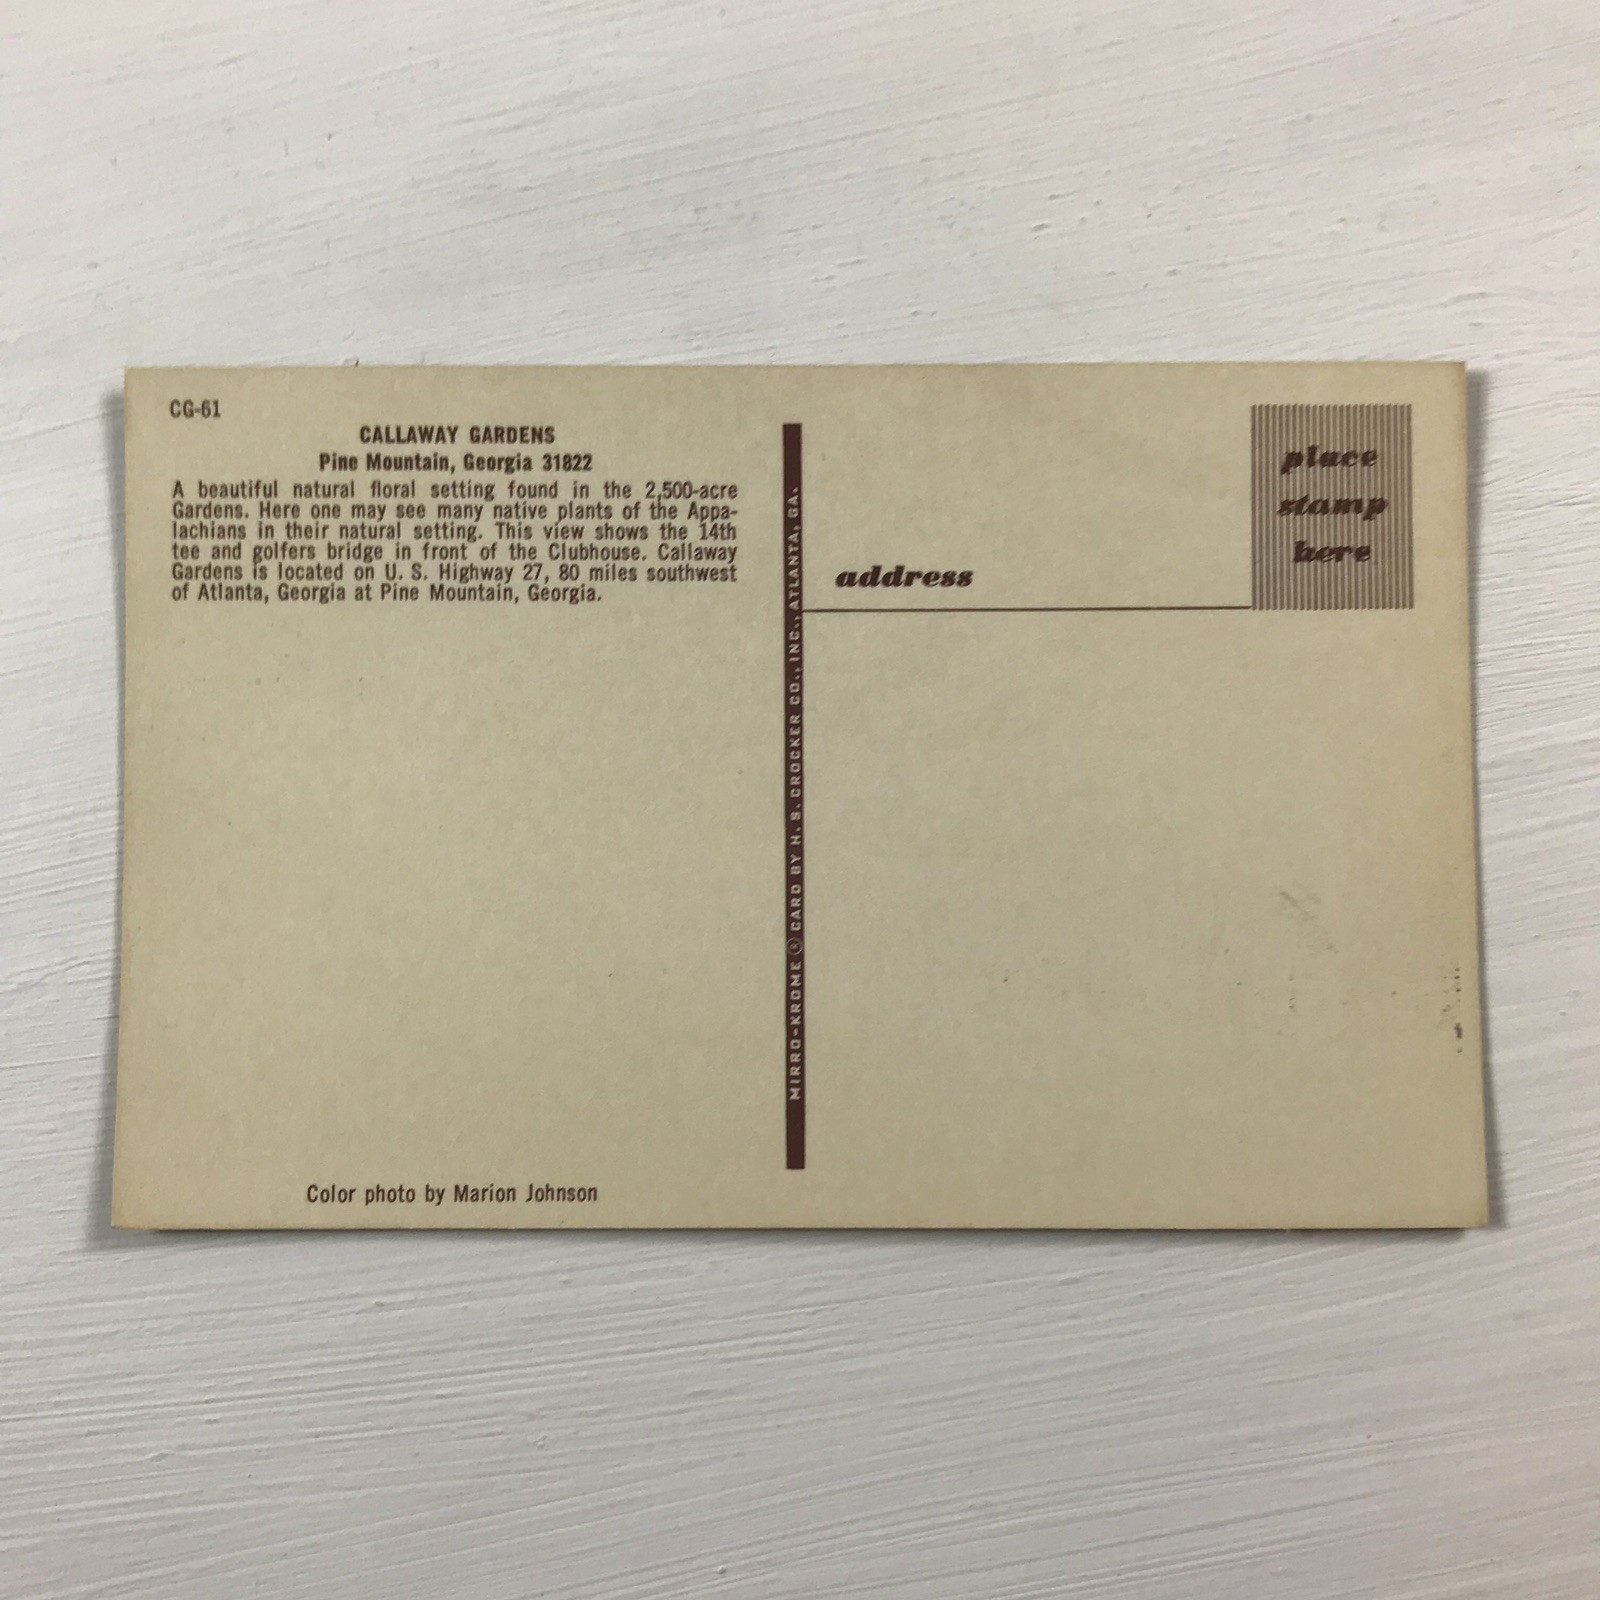 CG-61
CALLAWAY GARDENS
Pine Mountain, Georgia 31822
A beautiful natural floral setting found in the 2,500-acre
Gardens. Here one may see many native plants of the Appa-
lachians in their natural setting. This view shows the 14th
tee and golfers bridge in front of the Clubhouse. Callaway
Gardens is located on U. S. Highway 27, 80 miles southwest
of Atlanta, Georgia at Pine Mountain, Georgia.
Color photo by Marion Johnson
MIRRO-KROME ® CARD BY H. S. CROCKER CO., INC., ATLANTA, GA.
place
stamp
here
address